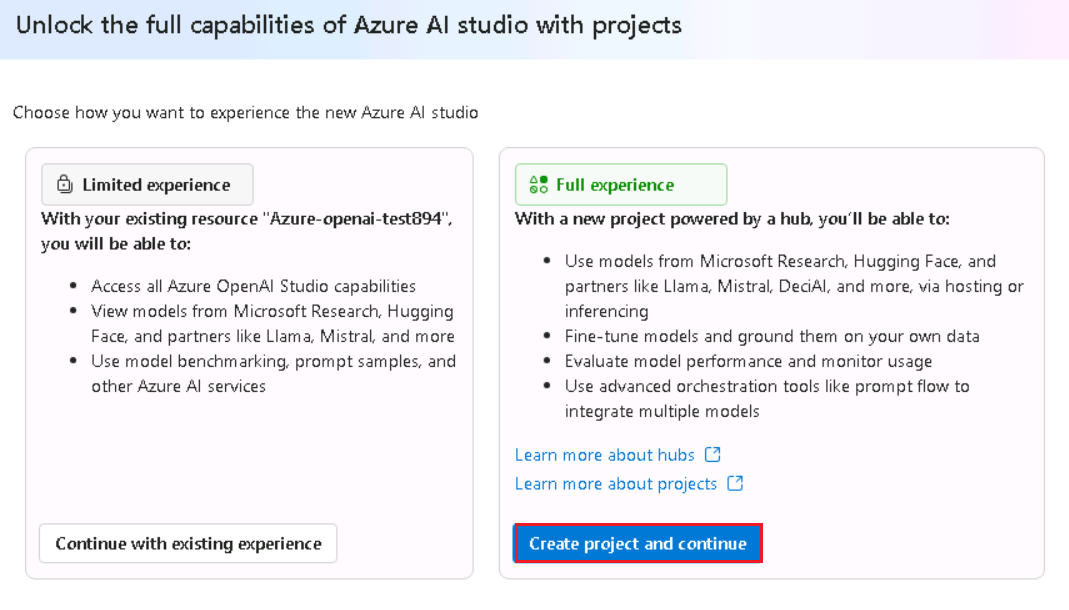 Unlock the full capabilities of Azure AI studio with projects
Choose how you want to experience the new Azure AI studio
Limited experience
With your existing resource "Azure-openai-test894",
you will be able to:
• Access all Azure OpenAI Studio capabilities
• View models from Microsoft Research, Hugging
Face, and partners like Llama, Mistral, and more
• Use model benchmarking, prompt samples, and
other Azure AI services
Continue with existing experience
Full experience
With a new project powered by a hub, you'll be able to:
• Use models from Microsoft Research, Hugging Face, and
partners like Llama, Mistral, DeciAI, and more, via hosting or
inferencing
• Fine-tune models and ground them on your own data
• Evaluate model performance and monitor usage
• Use advanced orchestration tools like prompt flow to
integrate multiple models
Learn more about hubs
Learn more about projects
Create project and continue